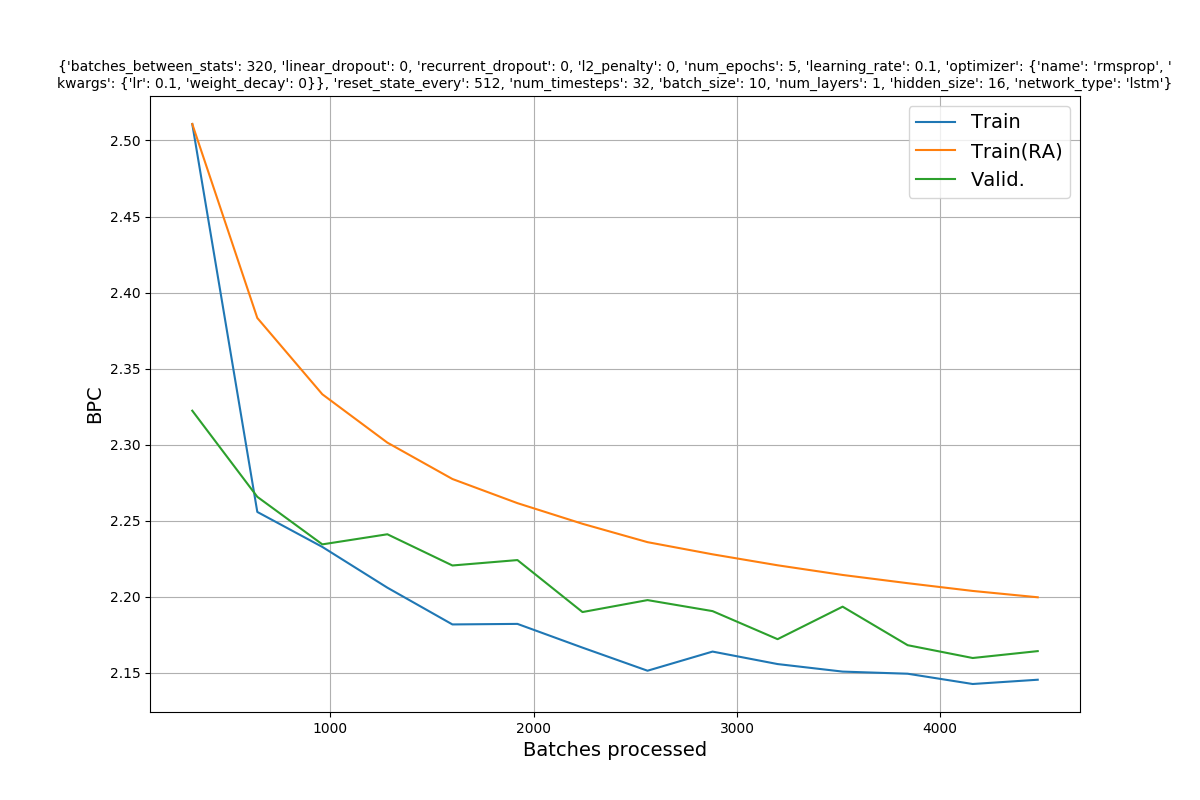 {'batches_between_stats': 320, 'linear_dropout': 0, 'recurrent_dropout': 0, 'l2_penalty': 0, 'num_epochs': 5, 'learning_rate': 0.1, 'optimizer': {'name': 'rmsprop', '
kwargs': {'lr': 0.1, 'weight_decay': 0}}, 'reset_state_every': 512, 'num_timesteps': 32, 'batch_size': 10, 'num_layers': 1, 'hidden_size': 16, 'network_type': 'lstm'}
Train
Train(RA)
Valid.
2.50
2.45
2.40
2.35
2.30
2.25
2.20
2.15
BPC
1000
2000
3000
4000
Batches processed